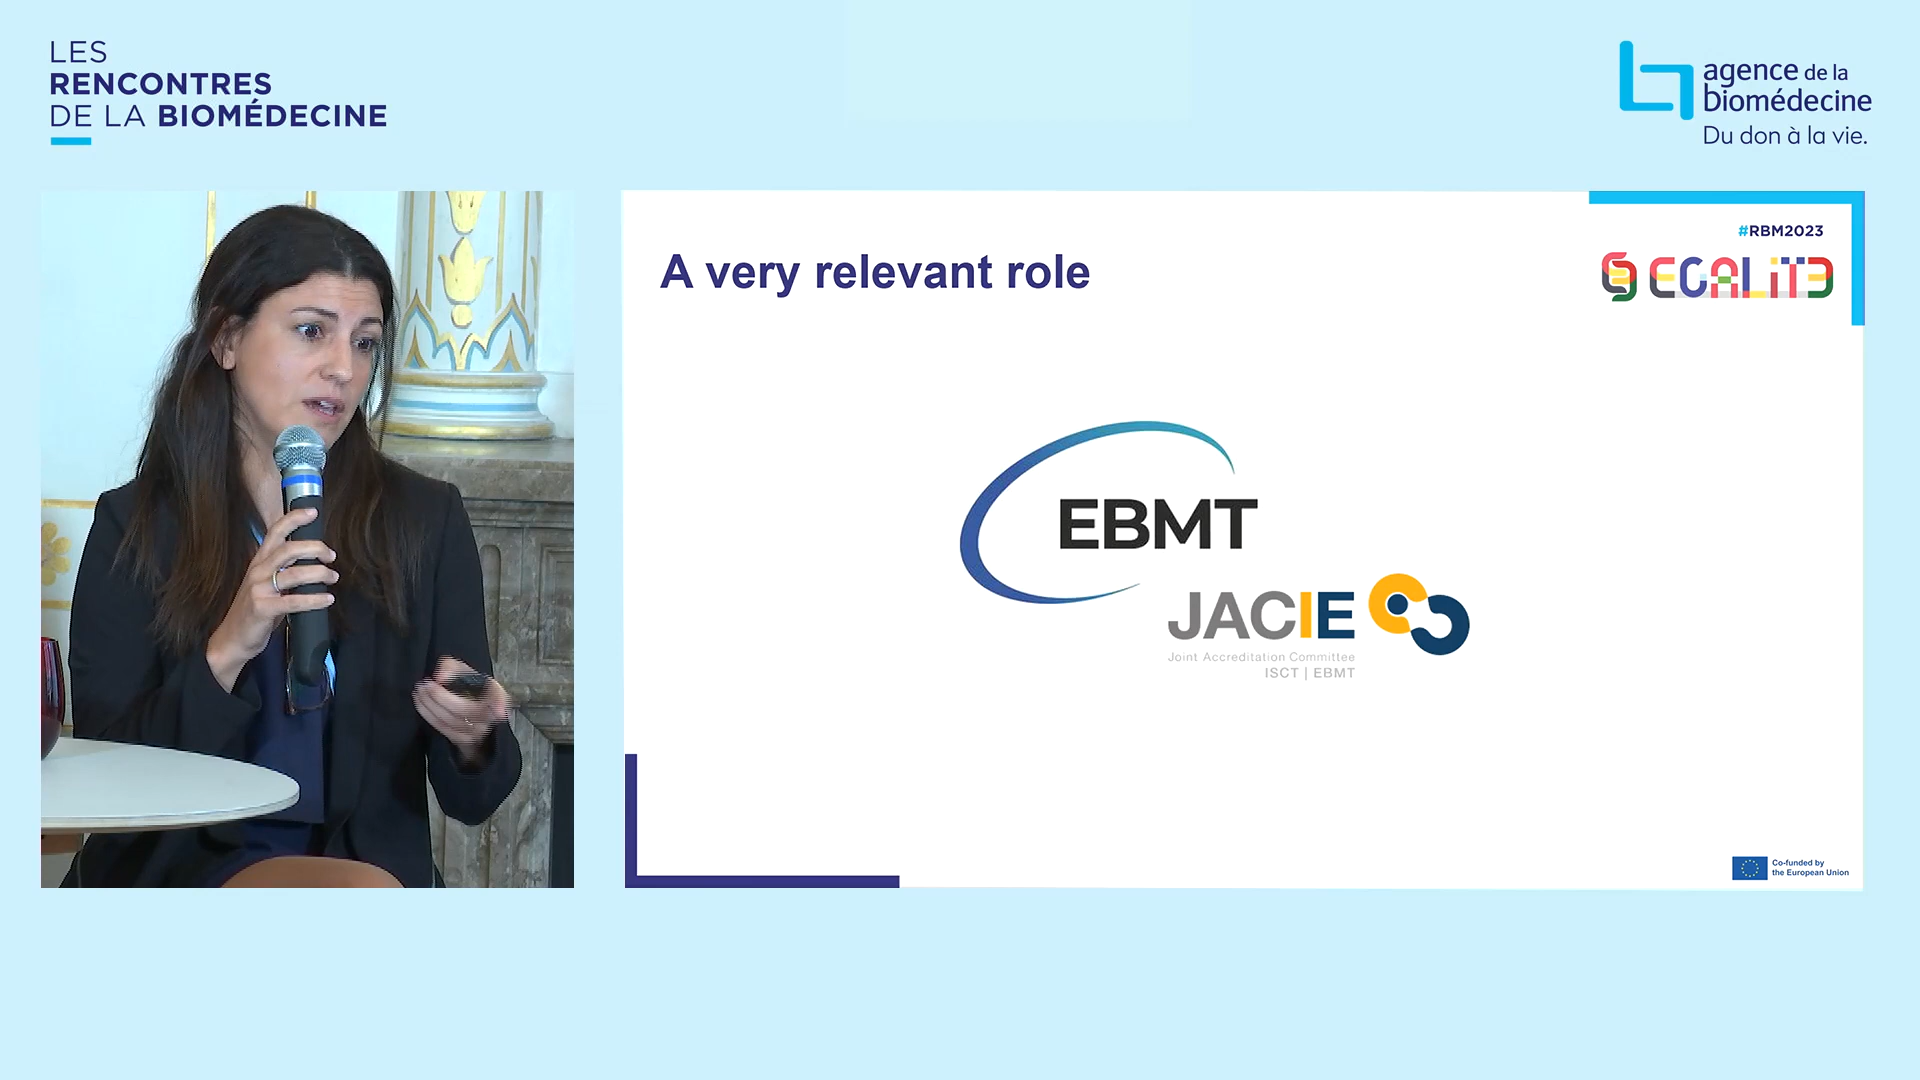 LES
RENCONTRES
DE LA BIOMÉDECINE
agence de la
biomédecine
Du don à la vie.
#RBM2023
EGALITE
A very relevant role
EBMT
JACIE
Joint Accreditation Committee
ISCT | EBMT
Co-funded by
the European Union